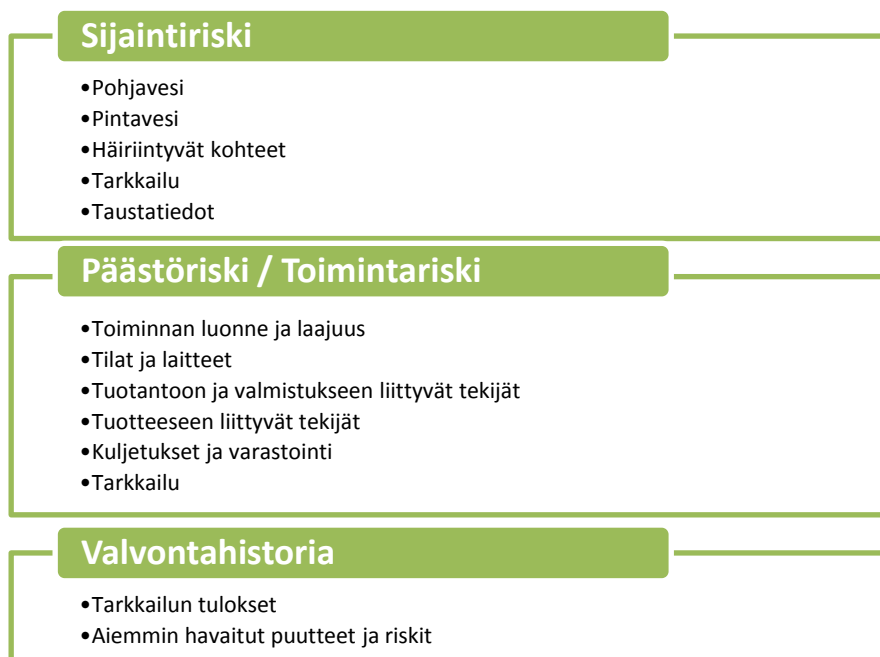 Sijaintiriski
•Pohjavesi
•Pintavesi
•Häiriintyvät kohteet
•Tarkkailu
•Taustatiedot
Päästöriski / Toimintariski
•Toiminnan luonne ja laajuus
•Tilat ja laitteet
•Tuotantoon ja valmistukseen liittyvät tekijät
•Tuotteeseen liittyvät tekijät
•Kuljetukset ja varastointi
•Tarkkailu
Valvontahistoria
•Tarkkailun tulokset
•Aiemmin havaitut puutteet ja riskit